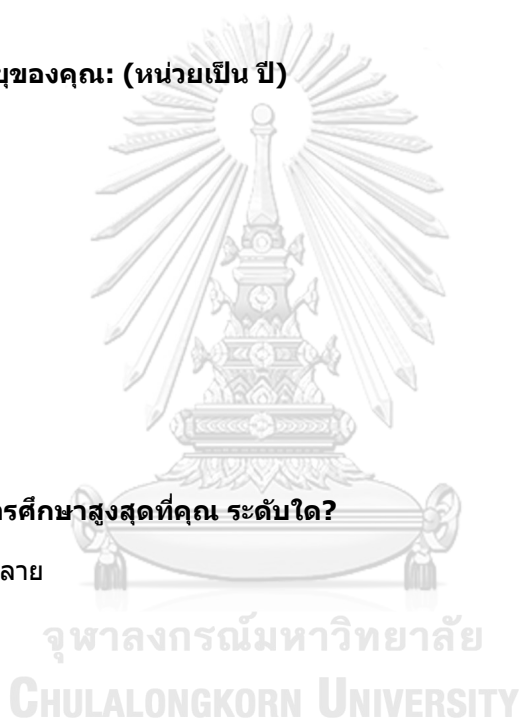 ยุของคุณ: (หน่วยเป็น ปี)
รศึกษาสูงสุดที่คุณ ระดับใด?
ลาย
จุฬาลงกรณ์มหาวิทยาลัย
CHULALONGKORN UNIVERSITY